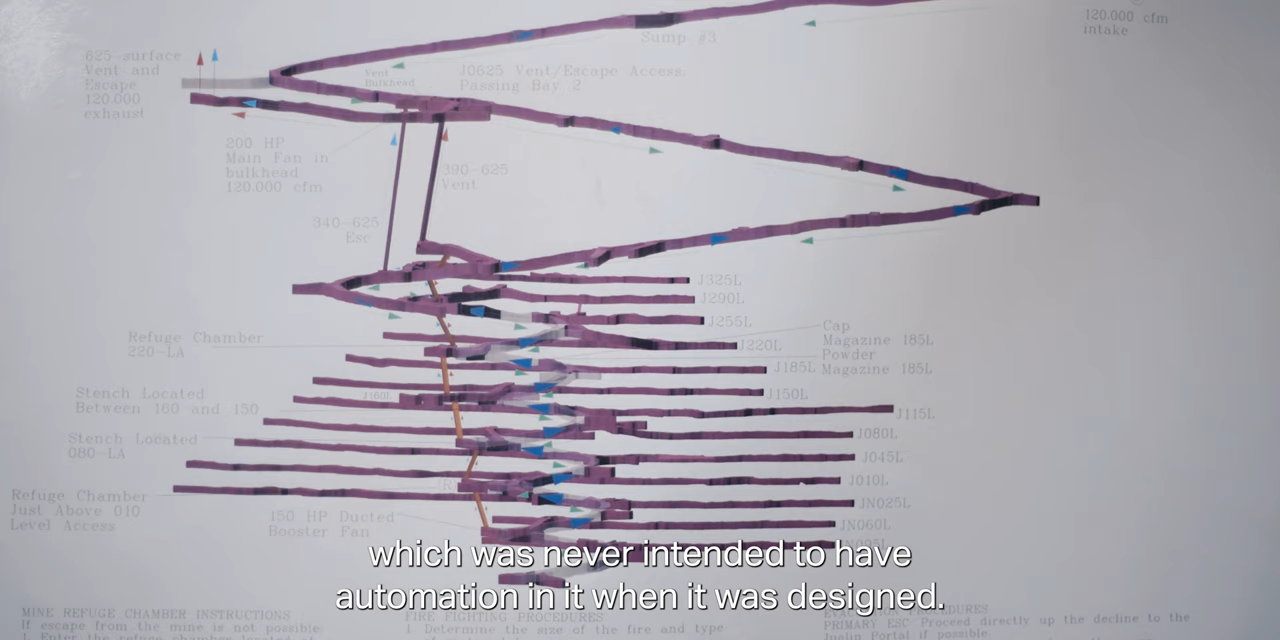 120.000 cfm
intake
Sump #3
625 surface
Vent and
Escape
120.000
exhaust
Vent
Bulkhead
J0625 Vent/Escape Access.
Passing Bay 2
200 HP
Main Fan in
bulkhead
120.000 cfm
390-625
Vent
340-625
Esc
J325L
J290L
J255L
Cap
Magazine 185L
Powder
Magazine 185L
Refuge Chamber
220-LA
J220L
J185L
Stench Located
Between 160 and 150
J160L
J150L
J115L
J080L
Stench Located
080-LA
J045L
J010L
Refuge Chamber
Just Above 010
Level Access
JN025L
150 HP Ducted
Booster Fan
JN060L
JN095L
which was never intended to have
automation in it when it was designed.
MINE REFUGE CHAMBER INSTRUCTIONS
If escape from the mine is not possible
FIRE FIGHTING PROCEDURES
1 Determine the size of the fire and type
PROCEDURES
PRIMARY ESC Proceed directly up the decline to the
Portal if possible